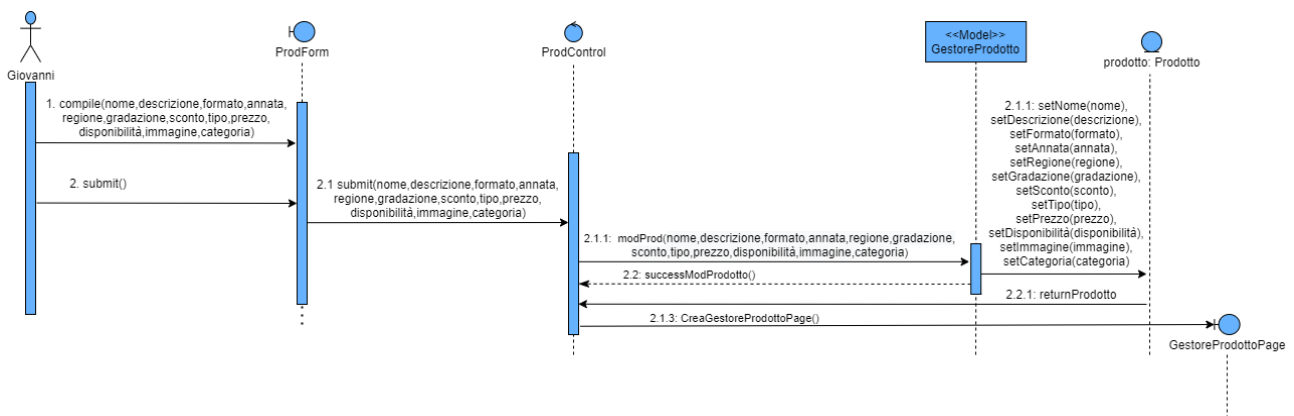 Giovanni
ProdForm
ProdControl
<<Model>>
GestoreProdotto
prodotto: Prodotto
1. compile(nome,descrizione,formato,annata,
regione,gradazione,sconto,tipo,prezzo,
disponibilità,immagine,categoria)
2. submit()
2.1 submit(nome,descrizione,formato,annata,
regione,gradazione,sconto,tipo,prezzo,
disponibilità,immagine,categoria)
2.1.1: modProd(nome,descrizione,formato,annata,regione,gradazione,
sconto,tipo,prezzo,disponibilità,immagine,categoria)
2.1.1: setNome(nome),
setDescrizione(descrizione),
setFormato(formato),
setAnnata(annata),
setRegione(regione),
setGradazione(gradazione),
setSconto(sconto),
setTipo(tipo),
setPrezzo(prezzo),
setDisponibilità(disponibilità),
setImmagine(immagine),
setCategoria(categoria)
2.2: successModProdotto()
2.2.1: returnProdotto
2.1.3: CreaGestoreProdottoPage()
GestoreProdottoPage